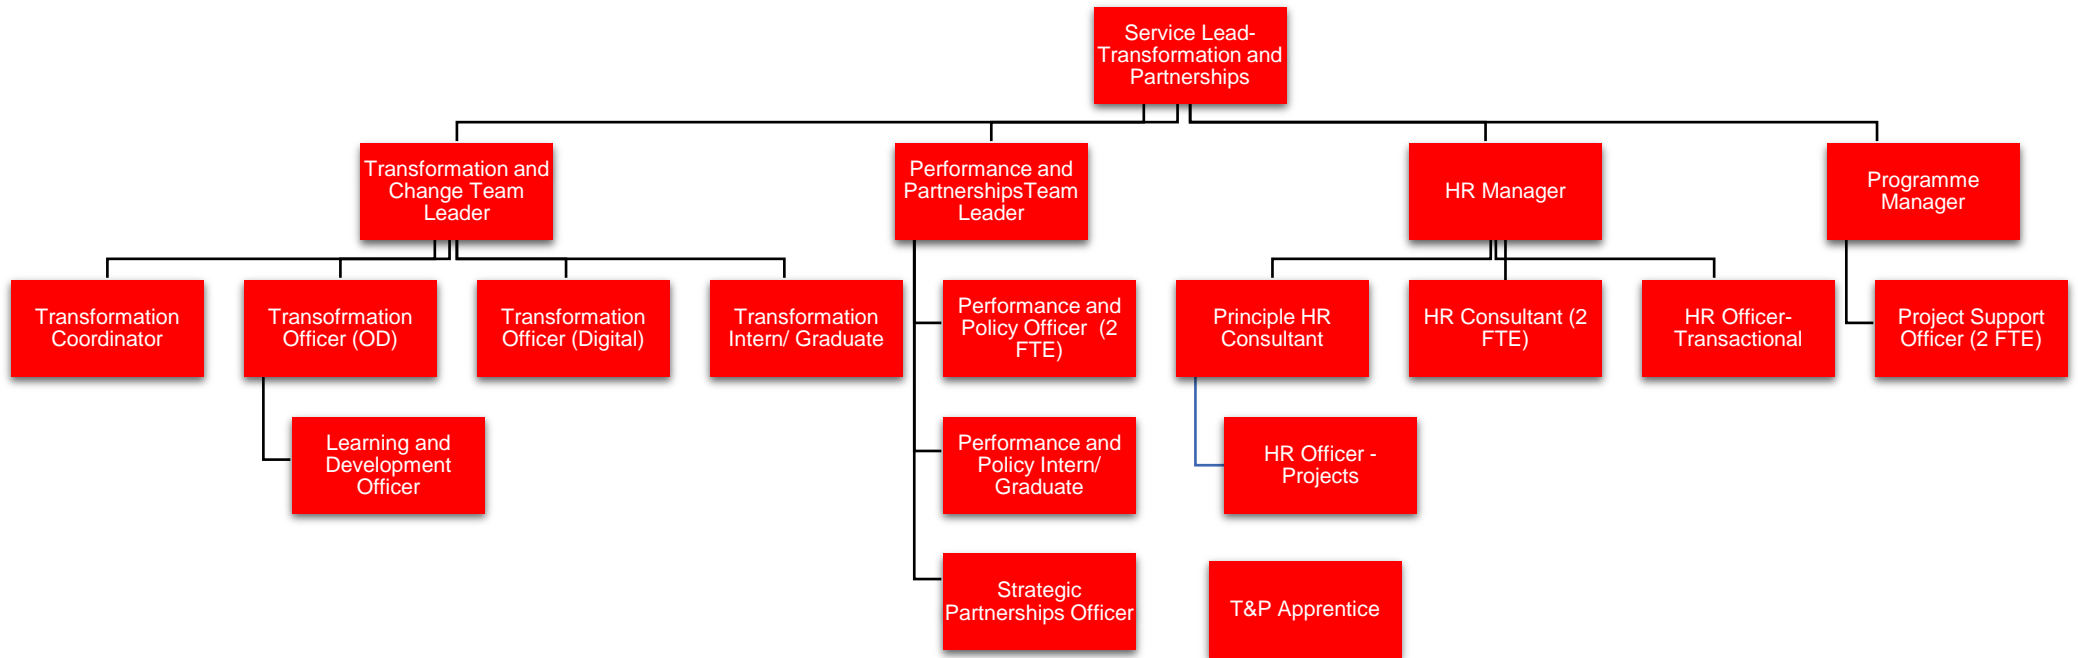 Service Lead-
Transformation and
Partnerships
Transformation and
Change Team
Leader
Performance and
PartnershipsTeam
Leader
HR Manager
Programme
Manager
Transformation
Coordinator
Transofrmation
Officer (OD)
Transformation
Officer (Digital)
Transformation
Intern/ Graduate
Performance and
Policy Officer (2
FTE)
Principle HR
Consultant
HR Consultant (2
FTE)
HR Officer-
Transactional
Project Support
Officer (2 FTE)
Learning and
Development
Officer
Performance and
Policy Intern/
Graduate
HR Officer -
Projects
Strategic
Partnerships Officer
T&P Apprentice